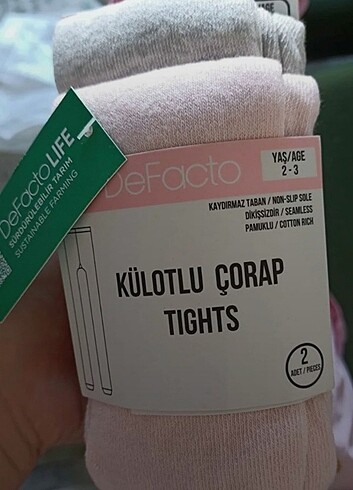 DeFacto LIFE
SÜRDÜRÜLEBİLİR TARIM
SUSTAINABLE FARMING
DeFacto
YAŞ/AGE
2-3
KAYDIRMAZ TABAN / NON-SLIP SOLE
DİKİŞSİZDİR / SEAMLESS
PAMUKLU / COTTON RICH
KÜLOTLU ÇORAP
TIGHTS
2
ADET / PIECES